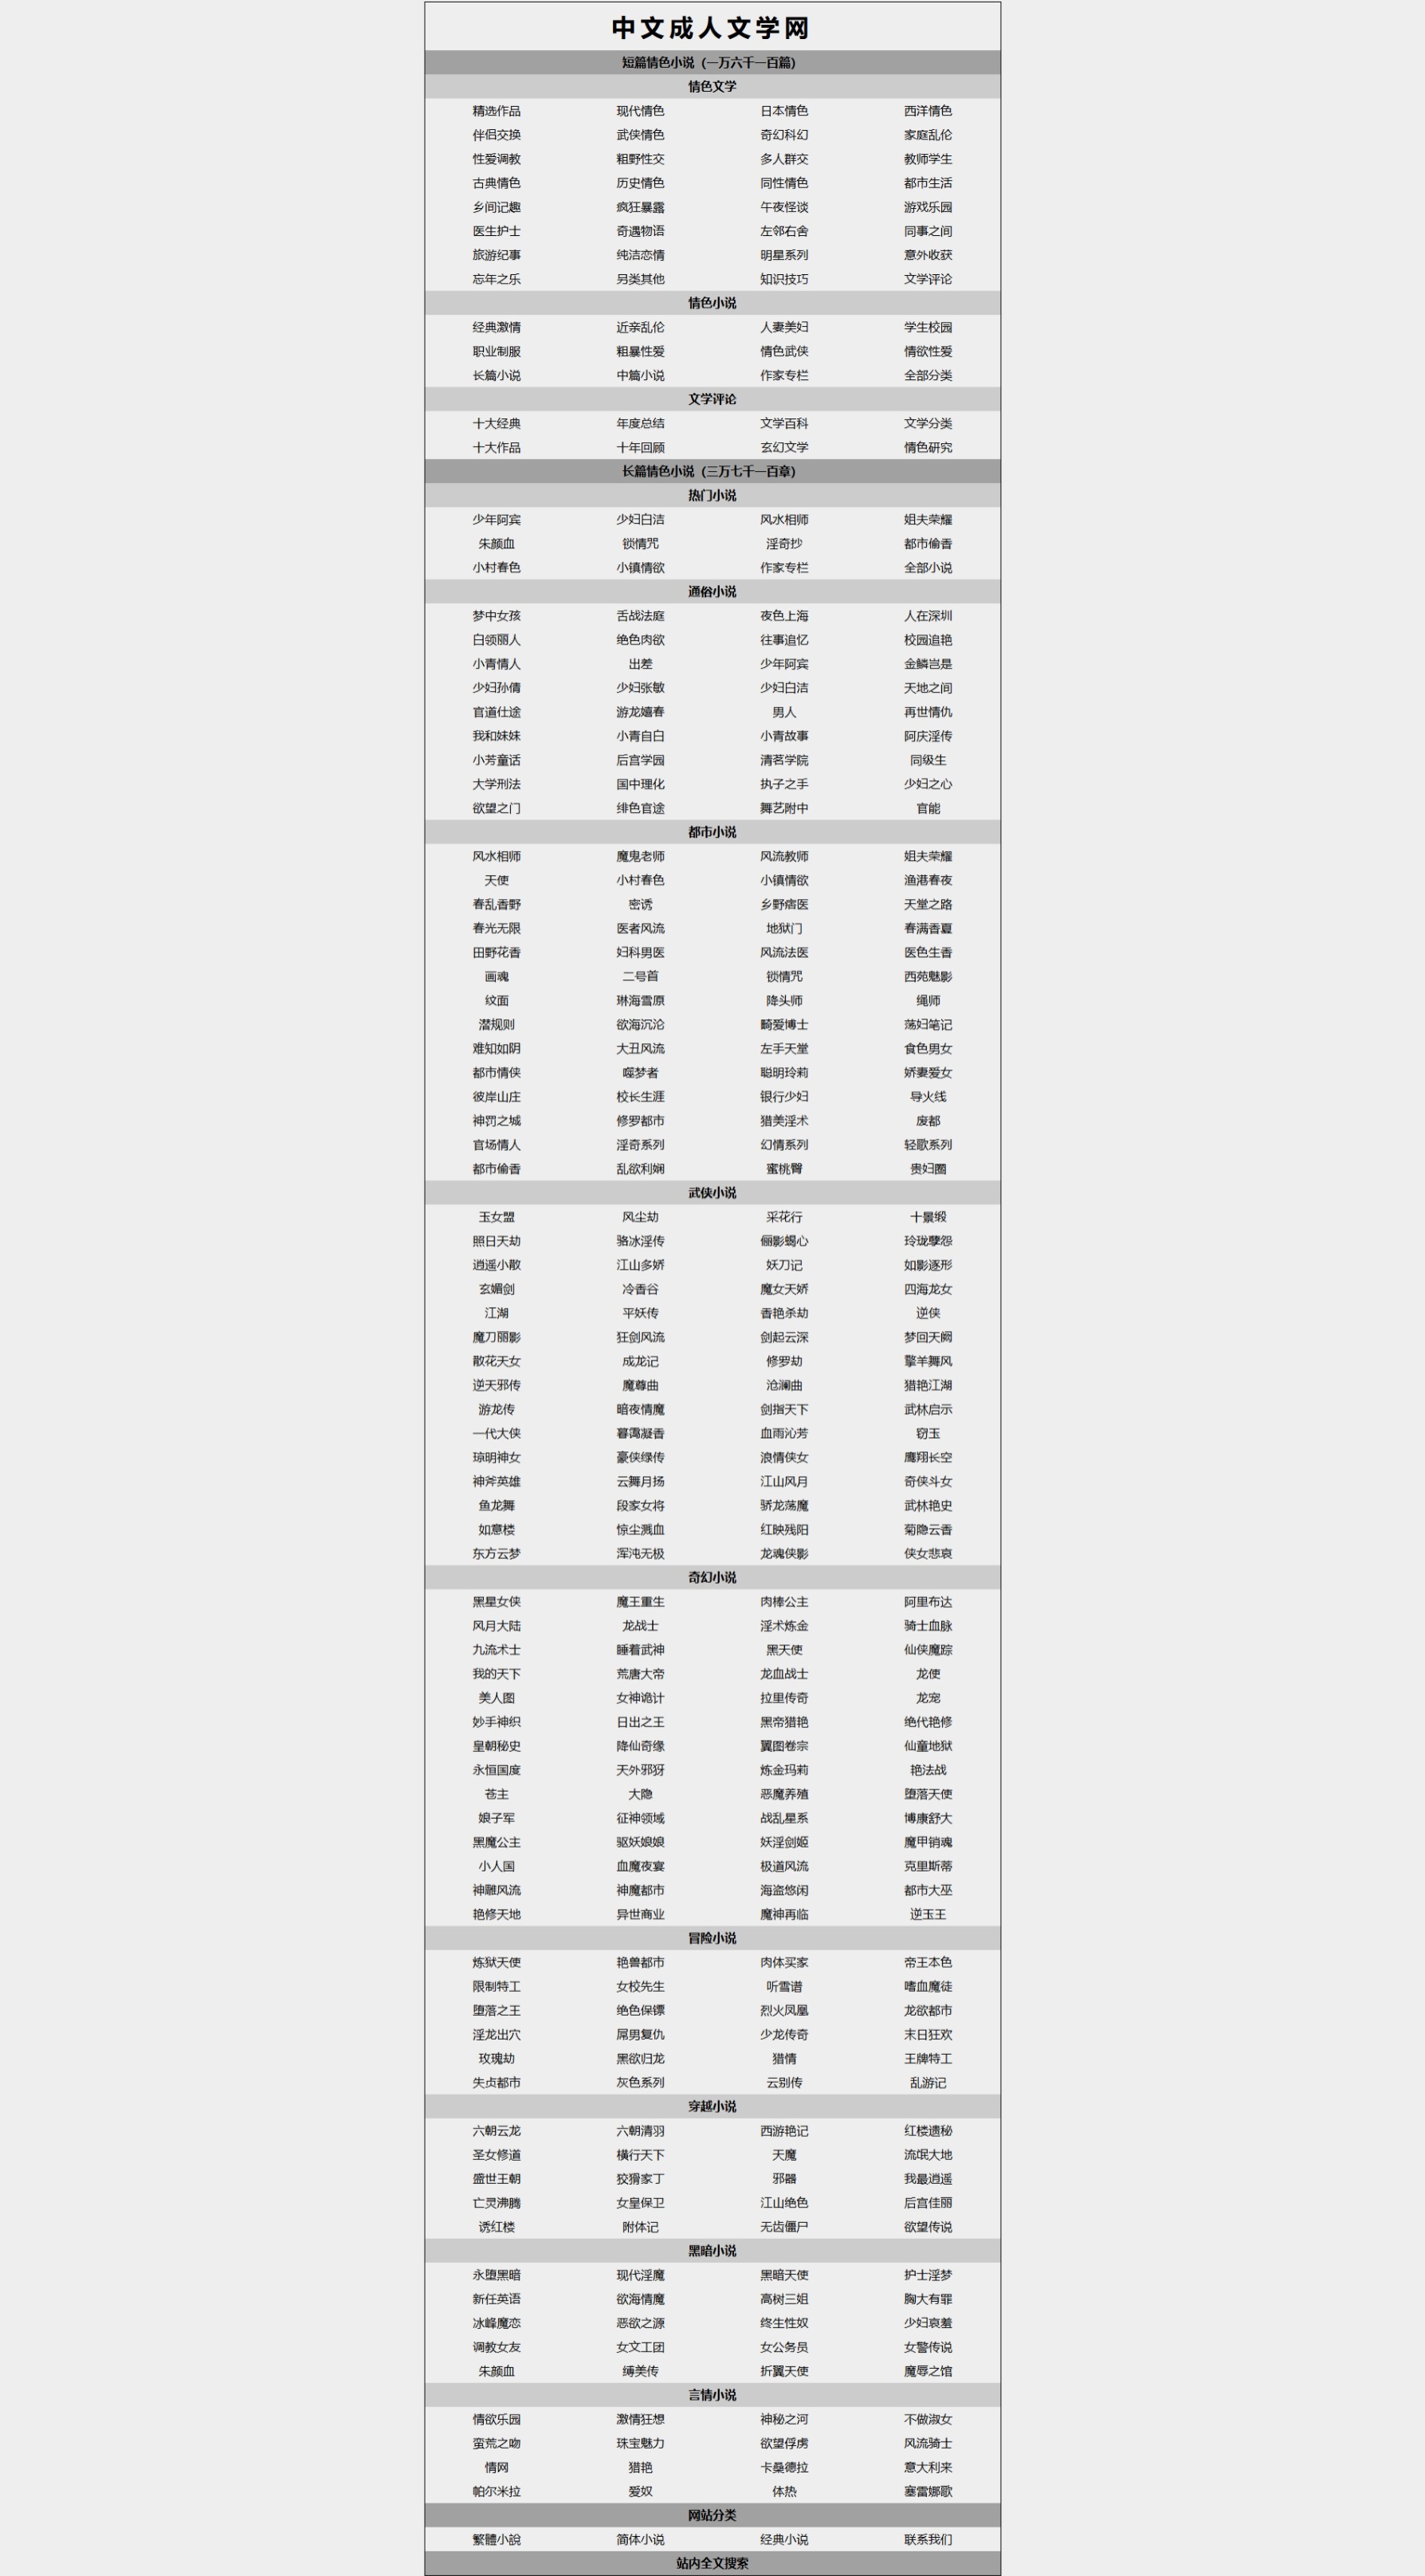 中文成人文学网
短篇情色小说 (一万六千一百篇)
情色文学
精选作品 现代情色 日本情色 西洋情色
伴侣交换 武侠情色 奇幻科幻 家庭乱伦
性爱调教 粗野性交 多人群交 教师学生
古典情色 历史情色 同性情色 都市生活
乡间记趣 疯狂暴露 午夜怪谈 游戏乐园
医生护士 奇遇物语 左邻右舍 同事之间
旅游纪事 纯洁恋情 明星系列 意外收获
忘年之乐 另类其他 知识技巧 文学评论
情色小说
经典激情 近亲乱伦 人妻美妇 学生校园
职业制服 粗暴性爱 情色武侠 情欲性爱
长篇小说 中篇小说 作家专栏 全部分类
文学评论
十大经典 年度总结 文学百科 文学分类
十大作品 十年回顾 玄幻文学 情色研究
长篇情色小说 (三万七千一百章)
热门小说
少年阿宾 少妇白洁 风水相师 姐夫荣耀
朱颜血 锁情咒 淫奇抄 都市偷香
小村春色 小镇情欲 作家专栏 全部小说
通俗小说
梦中女孩 舌战法庭 夜色上海 人在深圳
白领丽人 绝色肉欲 往事追忆 校园追艳
小青情人 出差 少年阿宾 金鳞岂是
少妇孙倩 少妇张敏 少妇白洁 天地之间
官道仕途 游龙嬉春 男人 再世情仇
我和妹妹 小青自白 小青故事 阿庆淫传
小芳童话 后宫学园 清茗学院 同级生
大学刑法 国中理化 执子之手 少妇之心
欲望之门 绯色官途 舞艺附中 官能
都市小说
风水相师 魔鬼老师 风流教师 姐夫荣耀
天使 小村春色 小镇情欲 渔港春夜
春乱香野 密诱 乡野痞医 天堂之路
春光无限 医者风流 地狱门 春满香夏
田野花香 妇科男医 风流法医 医色生香
画魂 二号首 锁情咒 西苑魅影
纹面 琳海雪原 降头师 绳师
潜规则 欲海沉沦 畸爱博士 荡妇笔记
难知如阴 大丑风流 左手天堂 食色男女
都市情侠 噬梦者 聪明玲莉 娇妻爱女
彼岸山庄 校长生涯 银行少妇 导火线
神罚之城 修罗都市 猎美淫术 废都
官场情人 淫奇系列 幻情系列 轻歌系列
都市偷香 乱欲利娴 蜜桃臀 贵妇圈
武侠小说
玉女盟 风尘劫 采花行 十景缎
照日天劫 骆冰淫传 俪影蝎心 玲珑孽怨
逍遥小散 江山多娇 妖刀记 如影逐形
玄媚剑 冷香谷 魔女天娇 四海龙女
江湖 平妖传 香艳杀劫 逆侠
魔刀丽影 狂剑风流 剑起云深 梦回天阙
散花天女 成龙记 修罗劫 擎羊舞风
逆天邪传 魔尊曲 沧澜曲 猎艳江湖
游龙传 暗夜情魔 剑指天下 武林启示
一代大侠 暮霭凝香 血雨沁芳 窃玉
琼明神女 豪侠绿传 浪情侠女 鹰翔长空
神斧英雄 云舞月扬 江山风月 奇侠斗女
鱼龙舞 段家女将 骄龙荡魔 武林艳史
如意楼 惊尘溅血 红映残阳 菊隐云香
东方云梦 浑沌无极 龙魂侠影 侠女悲哀
奇幻小说
黑星女侠 魔王重生 肉棒公主 阿里布达
风月大陆 龙战士 淫术炼金 骑士血脉
九流术士 睡着武神 黑天使 仙侠魔踪
我的天下 荒唐大帝 龙血战士 龙使
美人图 女神诡计 拉里传奇 龙宠
妙手神织 日出之王 黑帝猎艳 绝代艳修
皇朝秘史 降仙奇缘 翼图卷宗 仙童地狱
永恒国度 天外邪犽 炼金玛莉 艳法战
苍主 大隐 恶魔养殖 堕落天使
娘子军 征神领域 战乱星系 博康舒大
黑魔公主 驱妖娘娘 妖淫剑姬 魔甲销魂
小人国 血魔夜宴 极道风流 克里斯蒂
神雕风流 神魔都市 海盗悠闲 都市大巫
艳修天地 异世商业 魔神再临 逆玉王
冒险小说
炼狱天使 艳兽都市 肉体买家 帝王本色
限制特工 女校先生 听雪谱 嗜血魔徒
堕落之王 绝色保镖 烈火凤凰 龙欲都市
淫龙出穴 屌男复仇 少龙传奇 末日狂欢
玫瑰劫 黑欲归龙 猎情 王牌特工
失贞都市 灰色系列 云别传 乱游记
穿越小说
六朝云龙 六朝清羽 西游艳记 红楼遗秘
圣女修道 横行天下 天魔 流氓大地
盛世王朝 狡猾家丁 邪器 我最逍遥
亡灵沸腾 女皇保卫 江山绝色 后宫佳丽
诱红楼 附体记 无齿僵尸 欲望传说
黑暗小说
永堕黑暗 现代淫魔 黑暗天使 护士淫梦
新任英语 欲海情魔 高树三姐 胸大有罪
冰峰魔恋 恶欲之源 终生性奴 少妇哀羞
调教女友 女文工团 女公务员 女警传说
朱颜血 缚美传 折翼天使 魔辱之馆
言情小说
情欲乐园 激情狂想 神秘之河 不做淑女
蛮荒之吻 珠宝魅力 欲望俘虏 风流骑士
情网 猎艳 卡桑德拉 意大利来
帕尔米拉 爱奴 体热 塞雷娜歌
网站分类
繁體小說 简体小说 经典小说 联系我们
站内全文搜索